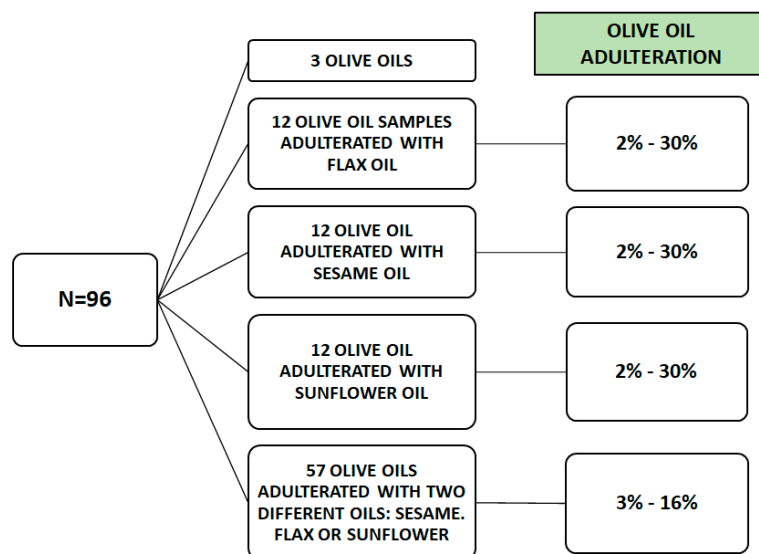 OLIVE OIL
ADULTERATION
3 OLIVE OILS
12 OLIVE OIL SAMPLES
ADULTERATED WITH
FLAX OIL
2% - 30%
12 OLIVE OIL
ADULTERATED WITH
SESAME OIL
2% - 30%
N=96
12 OLIVE OIL
ADULTERATED WITH
SUNFLOWER OIL
2% - 30%
57 OLIVE OILS
ADULTERATED WITH TWO
DIFFERENT OILS: SESAME.
FLAX OR SUNFLOWER
3% - 16%